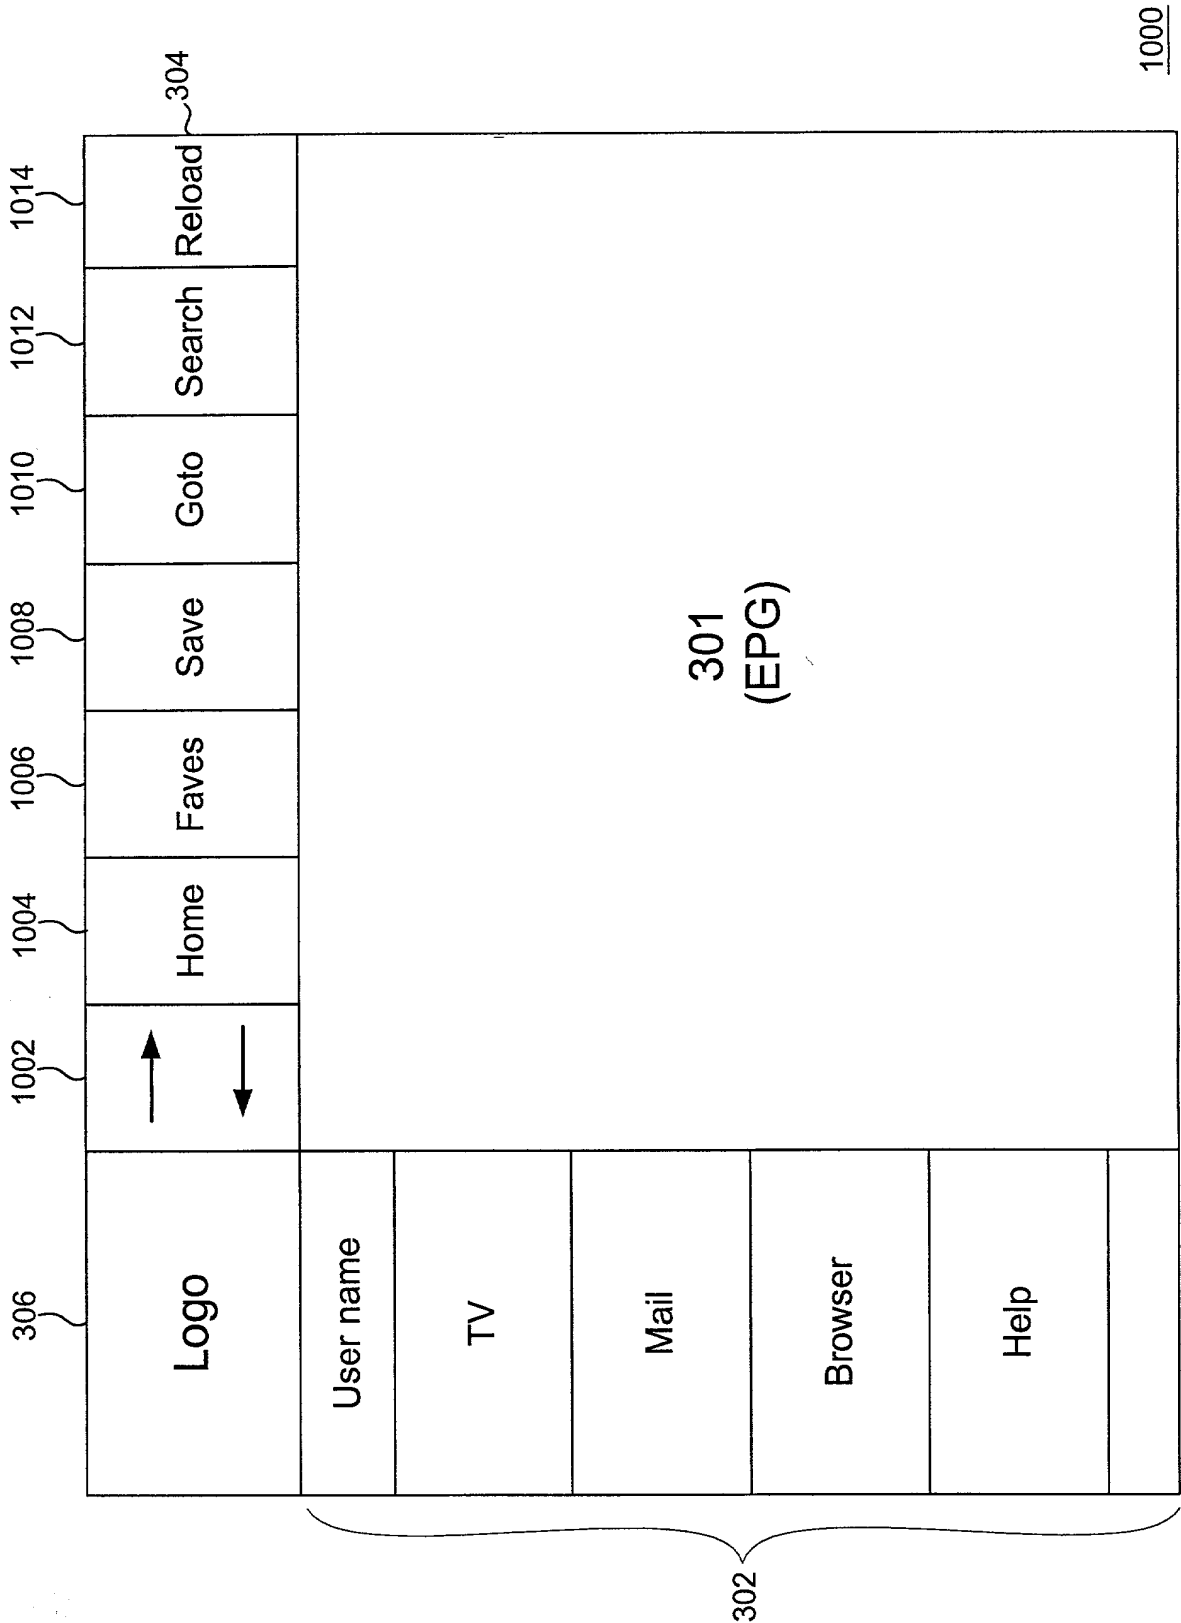 306
1002
1004
1006
1008
1010
1012
1014
Logo
Home
Faves
Save
Goto
Search
Reload
304
User name
TV
Mail
Browser
Help
301
(EPG)
302
1000